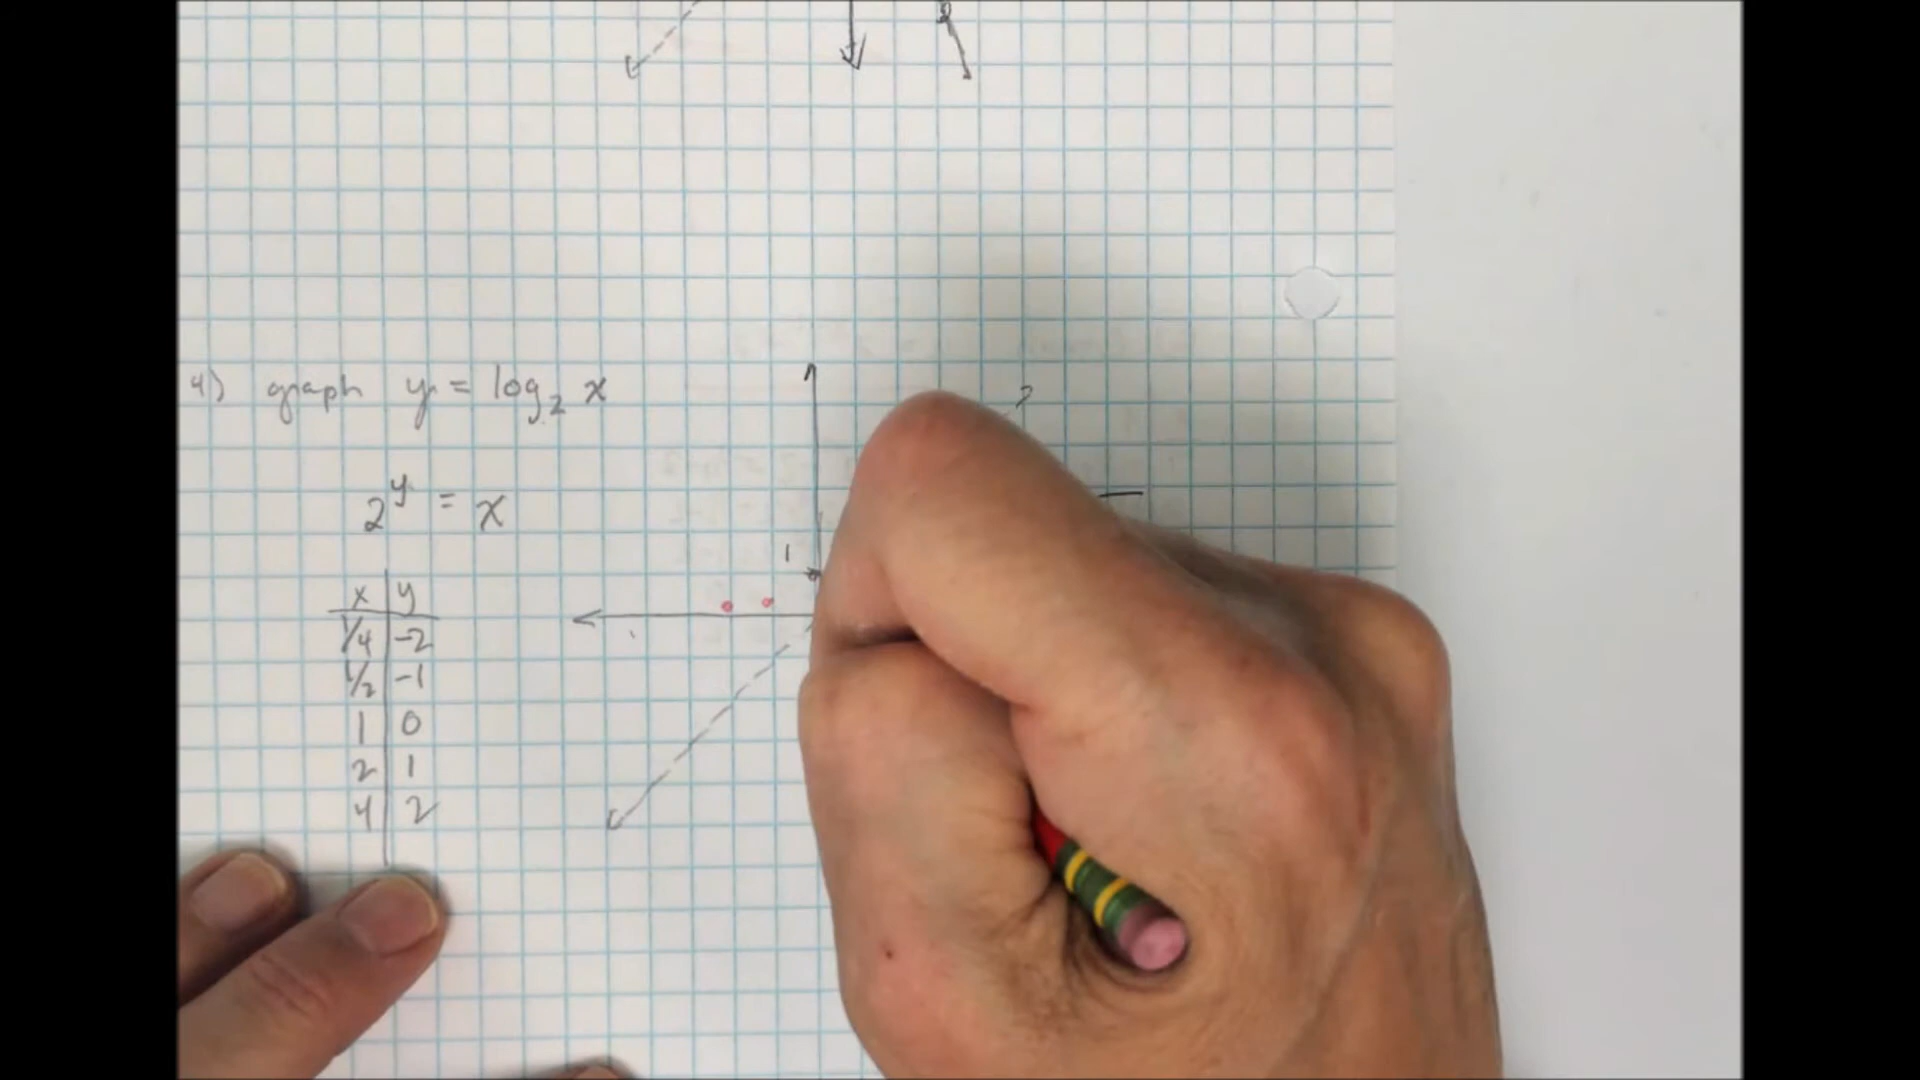 4) graph y = log₂ x
2^y = x
1
x y
1/4 -2
1/2 -1
1 0
2 1
4 2